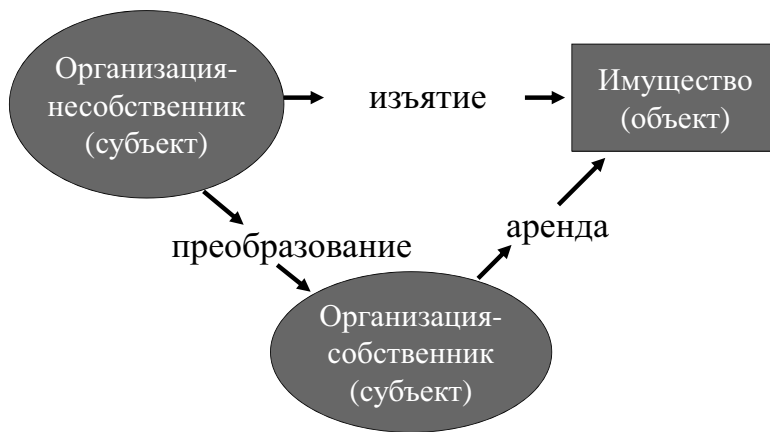 Организация-
несобственник
(субъект)
изъятие
Имущество
(объект)
преобразование
аренда
Организация-
собственник
(субъект)